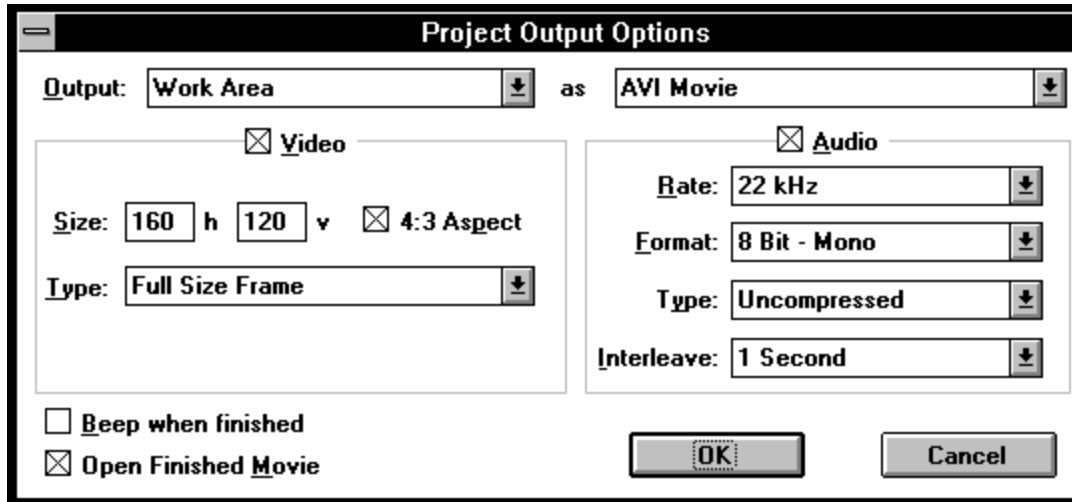 Project Output Options
Output: Work Area as AVI Movie
Video
Size: 160 h 120 v 4:3 Aspect
Type: Full Size Frame
Audio
Rate: 22 kHz
Format: 8 Bit - Mono
Type: Uncompressed
Interleave: 1 Second
Beep when finished
Open Finished Movie
OK Cancel